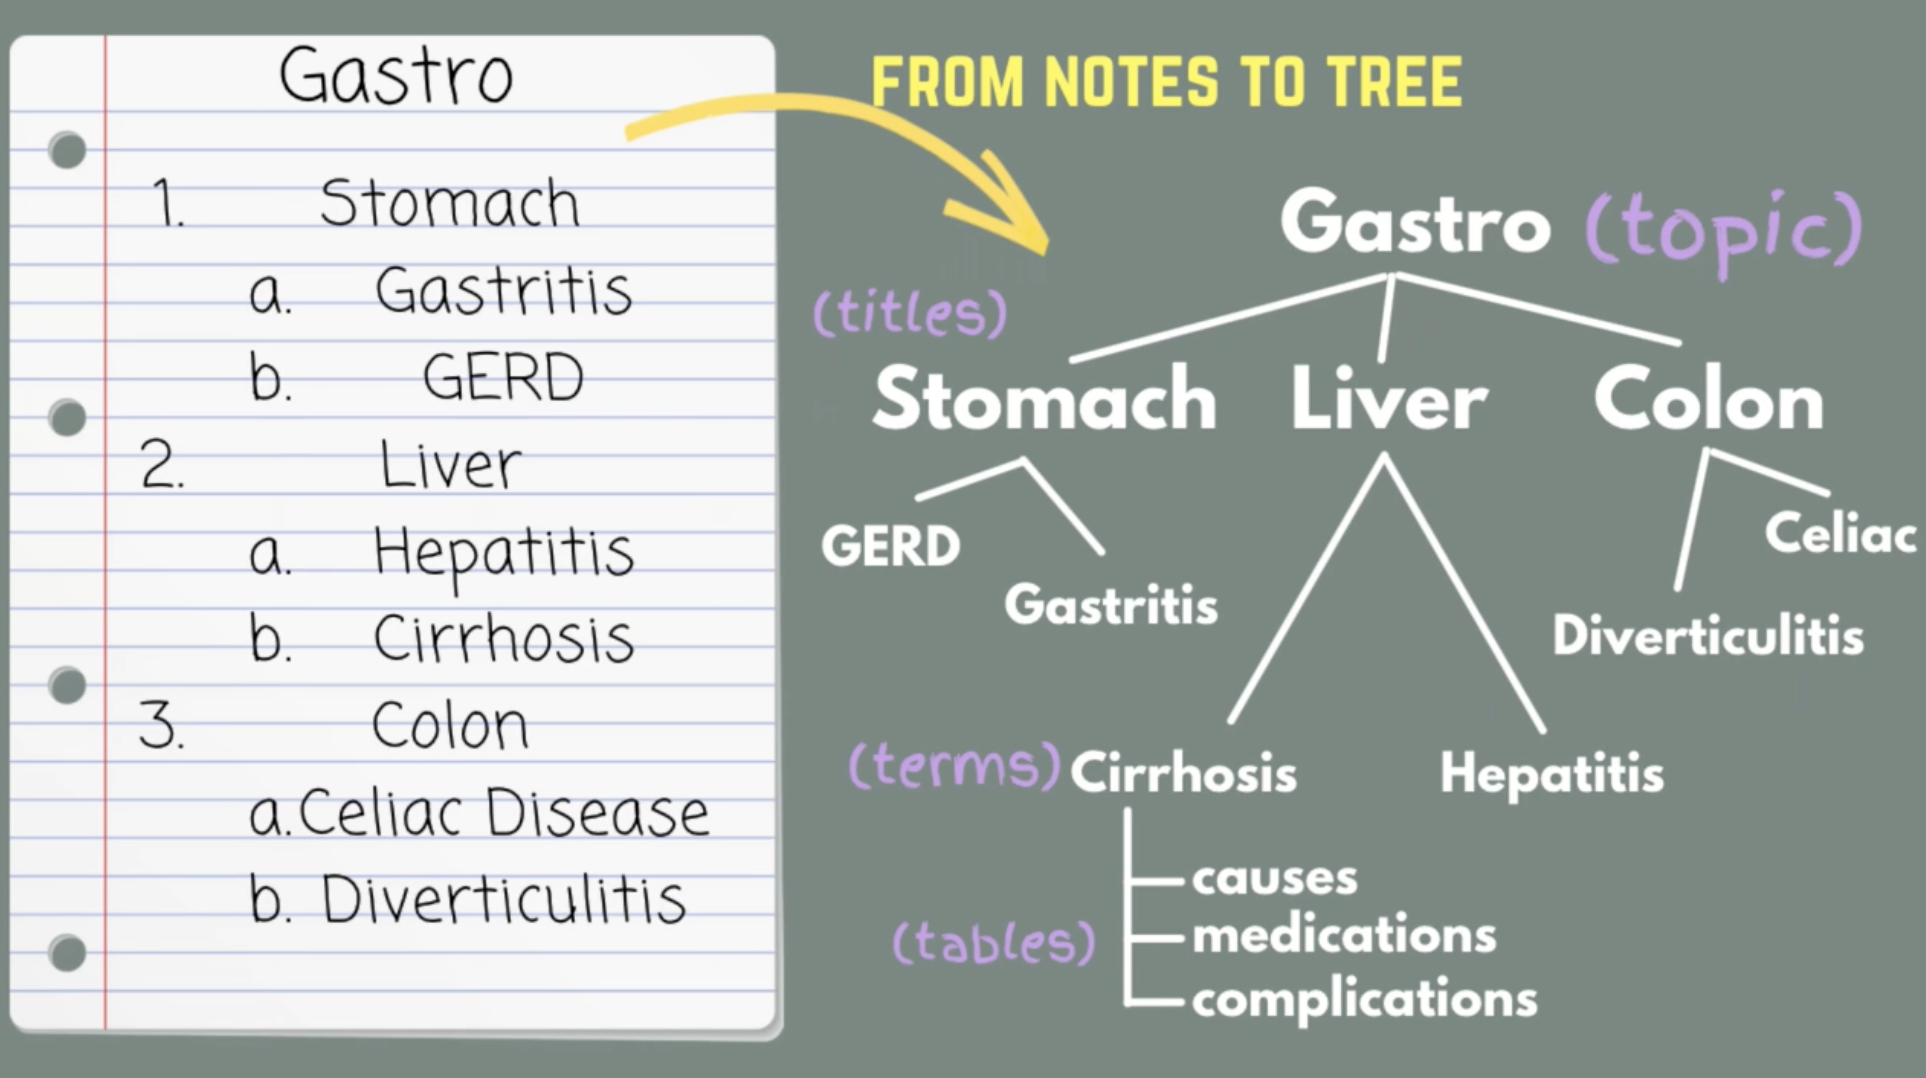 Gastro
1. Stomach
a. Gastritis
b. GERD
2. Liver
a. Hepatitis
b. Cirrhosis
3. Colon
a. Celiac Disease
b. Diverticulitis
FROM NOTES TO TREE
Gastro (topic)
(titles)
Stomach Liver Colon
GERD
Gastritis
Celiac
Diverticulitis
(terms) Cirrhosis Hepatitis
(tables)
causes
medications
complications